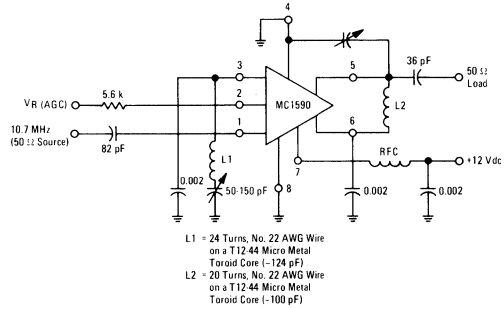 4
36 pF
3
5
50 Ω
Load
5.6 k
VR (AGC)
2
MC1590
L2
10.7 MHz
(50 Ω Source)
1
6
82 pF
L1
7
RFC
+12 Vdc
0.002
50-150 pF
8
0.002
0.002
L1 = 24 Turns, No. 22 AWG Wire
on a T12-44 Micro Metal
Toroid Core (~124 pF)
L2 = 20 Turns, No. 22 AWG Wire
on a T12-44 Micro Metal
Toroid Core (~100 pF)